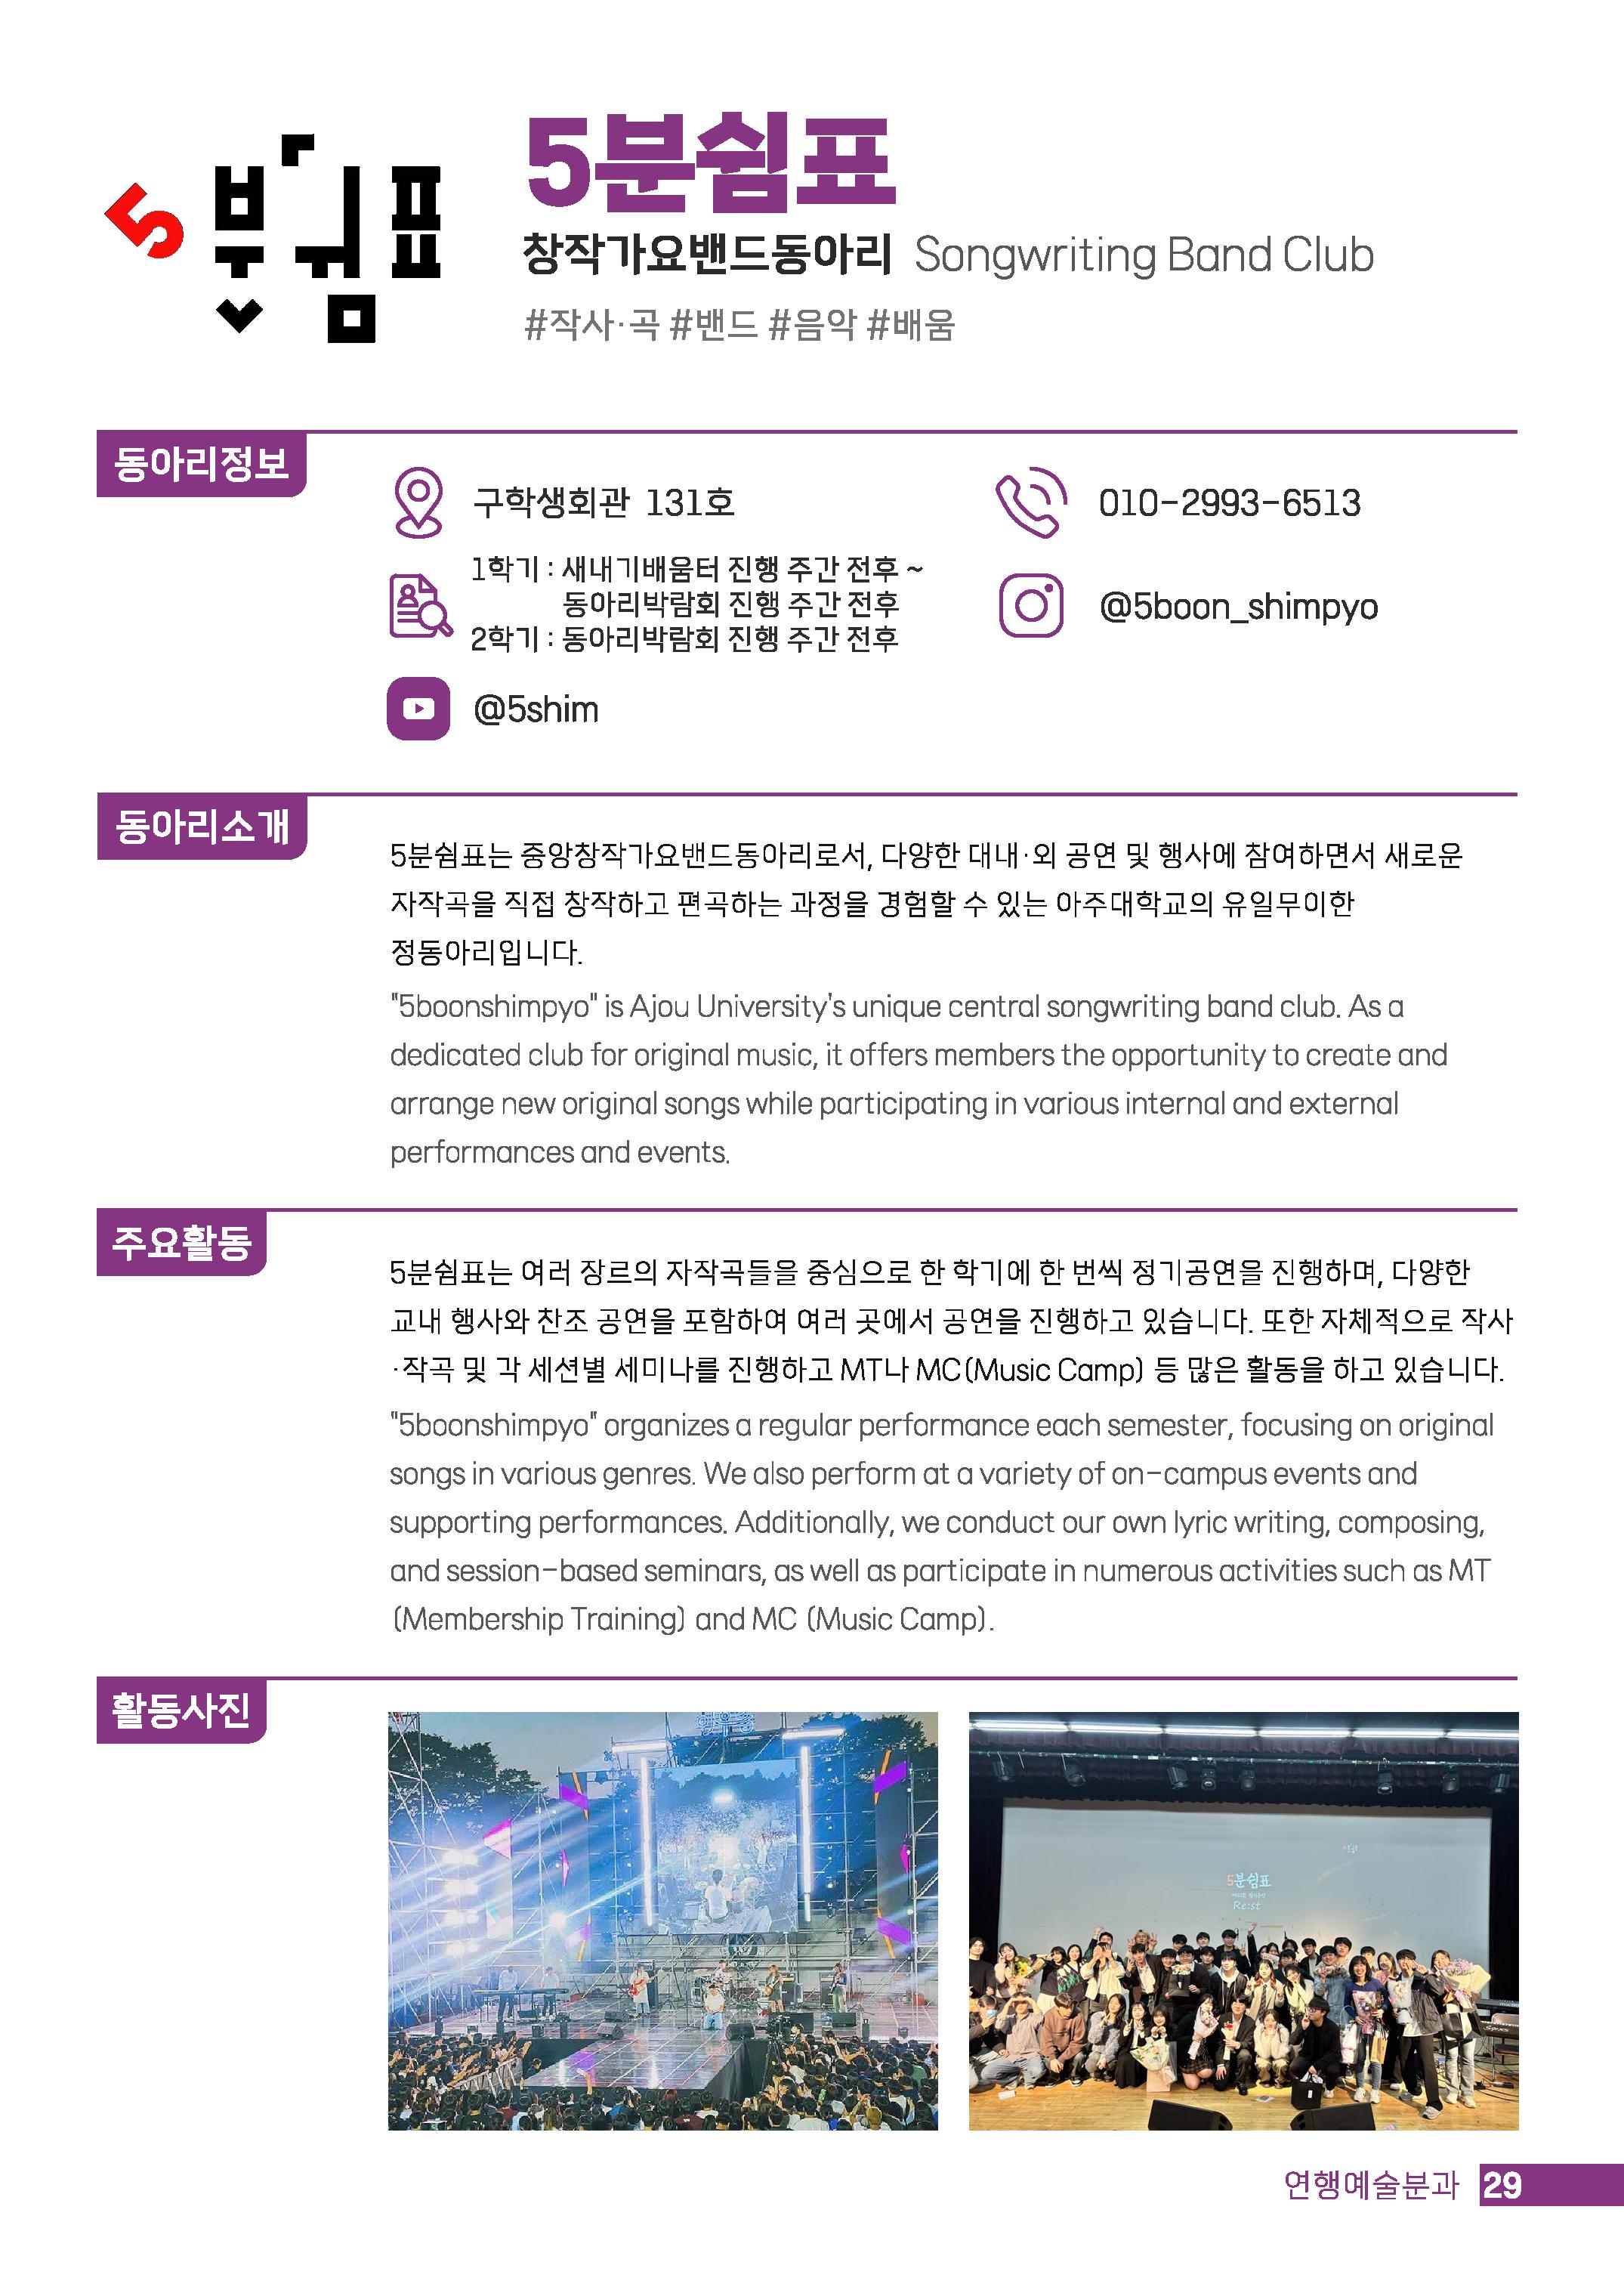 5분쉼표
5분쉼표
창작가요밴드동아리 Songwriting Band Club
#작사·곡 #밴드 #음악 #배움
동아리정보
구학생회관 131호
010-2993-6513
1학기 : 새내기배움터 진행 주간 전후 ~
동아리박람회 진행 주간 전후
2학기 : 동아리박람회 진행 주간 전후
@5boon_shimpyo
@5shim
동아리소개
5분쉼표는 중앙창작가요밴드동아리로서, 다양한 대내·외 공연 및 행사에 참여하면서 새로운
자작곡을 직접 창작하고 편곡하는 과정을 경험할 수 있는 아주대학교의 유일무이한
정동아리입니다.
"5boonshimpyo" is Ajou University's unique central songwriting band club. As a
dedicated club for original music, it offers members the opportunity to create and
arrange new original songs while participating in various internal and external
performances and events.
주요활동
5분쉼표는 여러 장르의 자작곡들을 중심으로 한 학기에 한 번씩 정기공연을 진행하며, 다양한
교내 행사와 찬조 공연을 포함하여 여러 곳에서 공연을 진행하고 있습니다. 또한 자체적으로 작사
·작곡 및 각 세션별 세미나를 진행하고 MT나 MC(Music Camp) 등 많은 활동을 하고 있습니다.
"5boonshimpyo" organizes a regular performance each semester, focusing on original
songs in various genres. We also perform at a variety of on-campus events and
supporting performances. Additionally, we conduct our own lyric writing, composing,
and session-based seminars, as well as participate in numerous activities such as MT
(Membership Training) and MC (Music Camp).
활동사진
5분쉼표
Re:st
연행예술분과 29